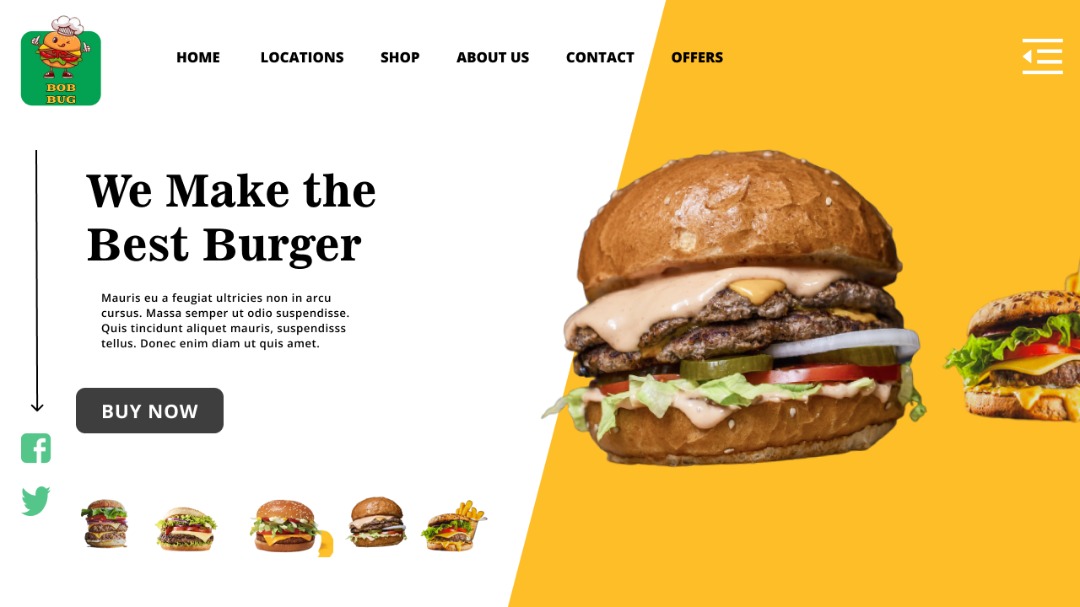 BOB
BUG
HOME LOCATIONS SHOP ABOUT US CONTACT OFFERS
We Make the
Best Burger
Mauris eu a feugiat ultricies non in arcu
cursus. Massa semper ut odio suspendisse.
Quis tincidunt aliquet mauris, suspendisss
tellus. Donec enim diam ut quis amet.
BUY NOW